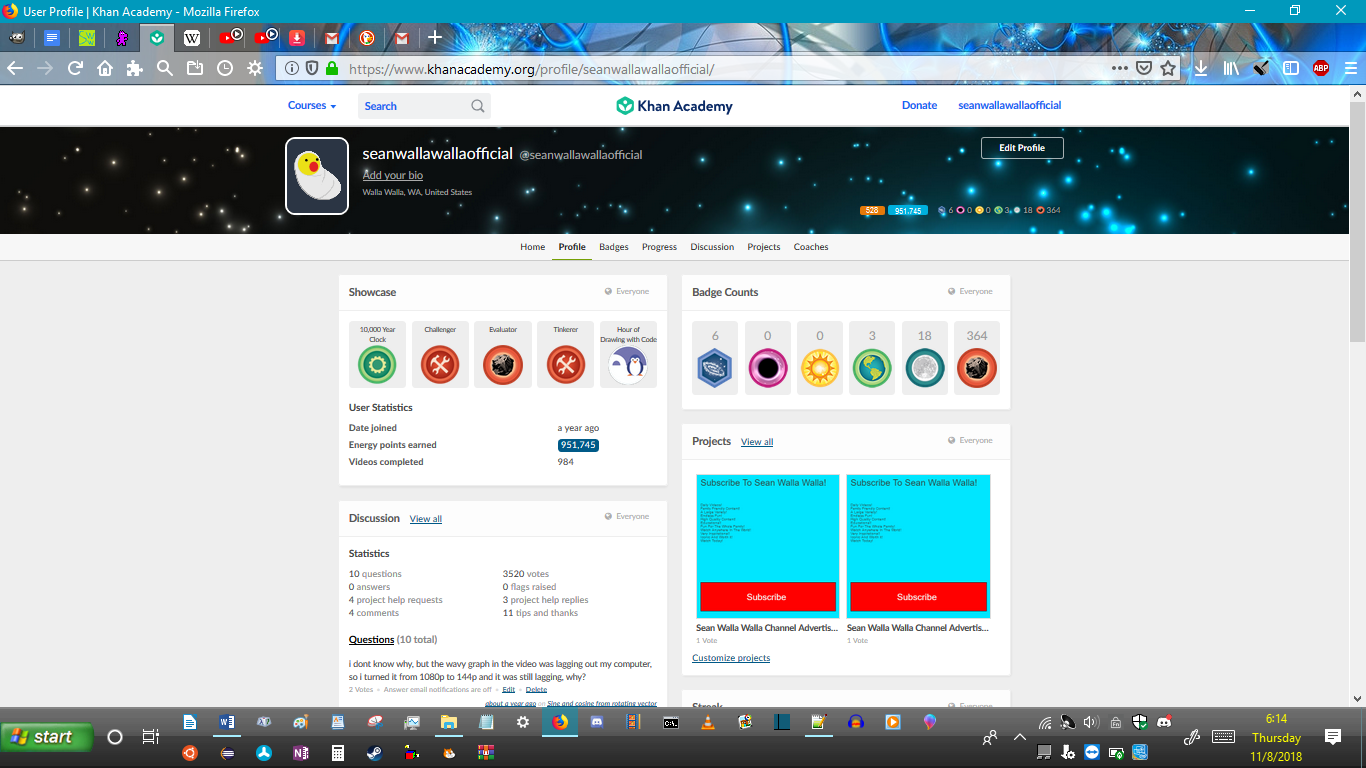 User Profile | Khan Academy - Mozilla Firefox
https://www.khanacademy.org/profile/seanwallawallaofficial/
ABP
Courses
Search
Khan Academy
Donate
seanwallawallaofficial
seanwallawallaofficial @seanwallawallaofficial
Edit Profile
Add your bio
Walla Walla, WA, United States
528 951,745 6 0 0 3 18 364
Home Profile Badges Progress Discussion Projects Coaches
Showcase
Everyone
10,000 Year Clock
Challenger
Evaluator
Tinkerer
Hour of Drawing with Code
User Statistics
Date joined a year ago
Energy points earned 951,745
Videos completed 984
Badge Counts
Everyone
6 0 0 3 18 364
Discussion View all
Everyone
Statistics
10 questions 3520 votes
0 answers 0 flags raised
4 project help requests 3 project help replies
4 comments 11 tips and thanks
Questions (10 total)
i dont know why, but the wavy graph in the video was lagging out my computer,
so i turned it from 1080p to 144p and it was still lagging, why?
2 Votes • Answer email notifications are off • Edit • Delete
about a year ago on Sine and cosine from rotating vector
Projects View all
Everyone
Subscribe To Sean Walla Walla!
Subscribe
Sean Walla Walla Channel Advertis...
1 Vote
Subscribe To Sean Walla Walla!
Subscribe
Sean Walla Walla Channel Advertis...
1 Vote
Customize projects
Streak
Everyone
start
6:14
Thursday
11/8/2018